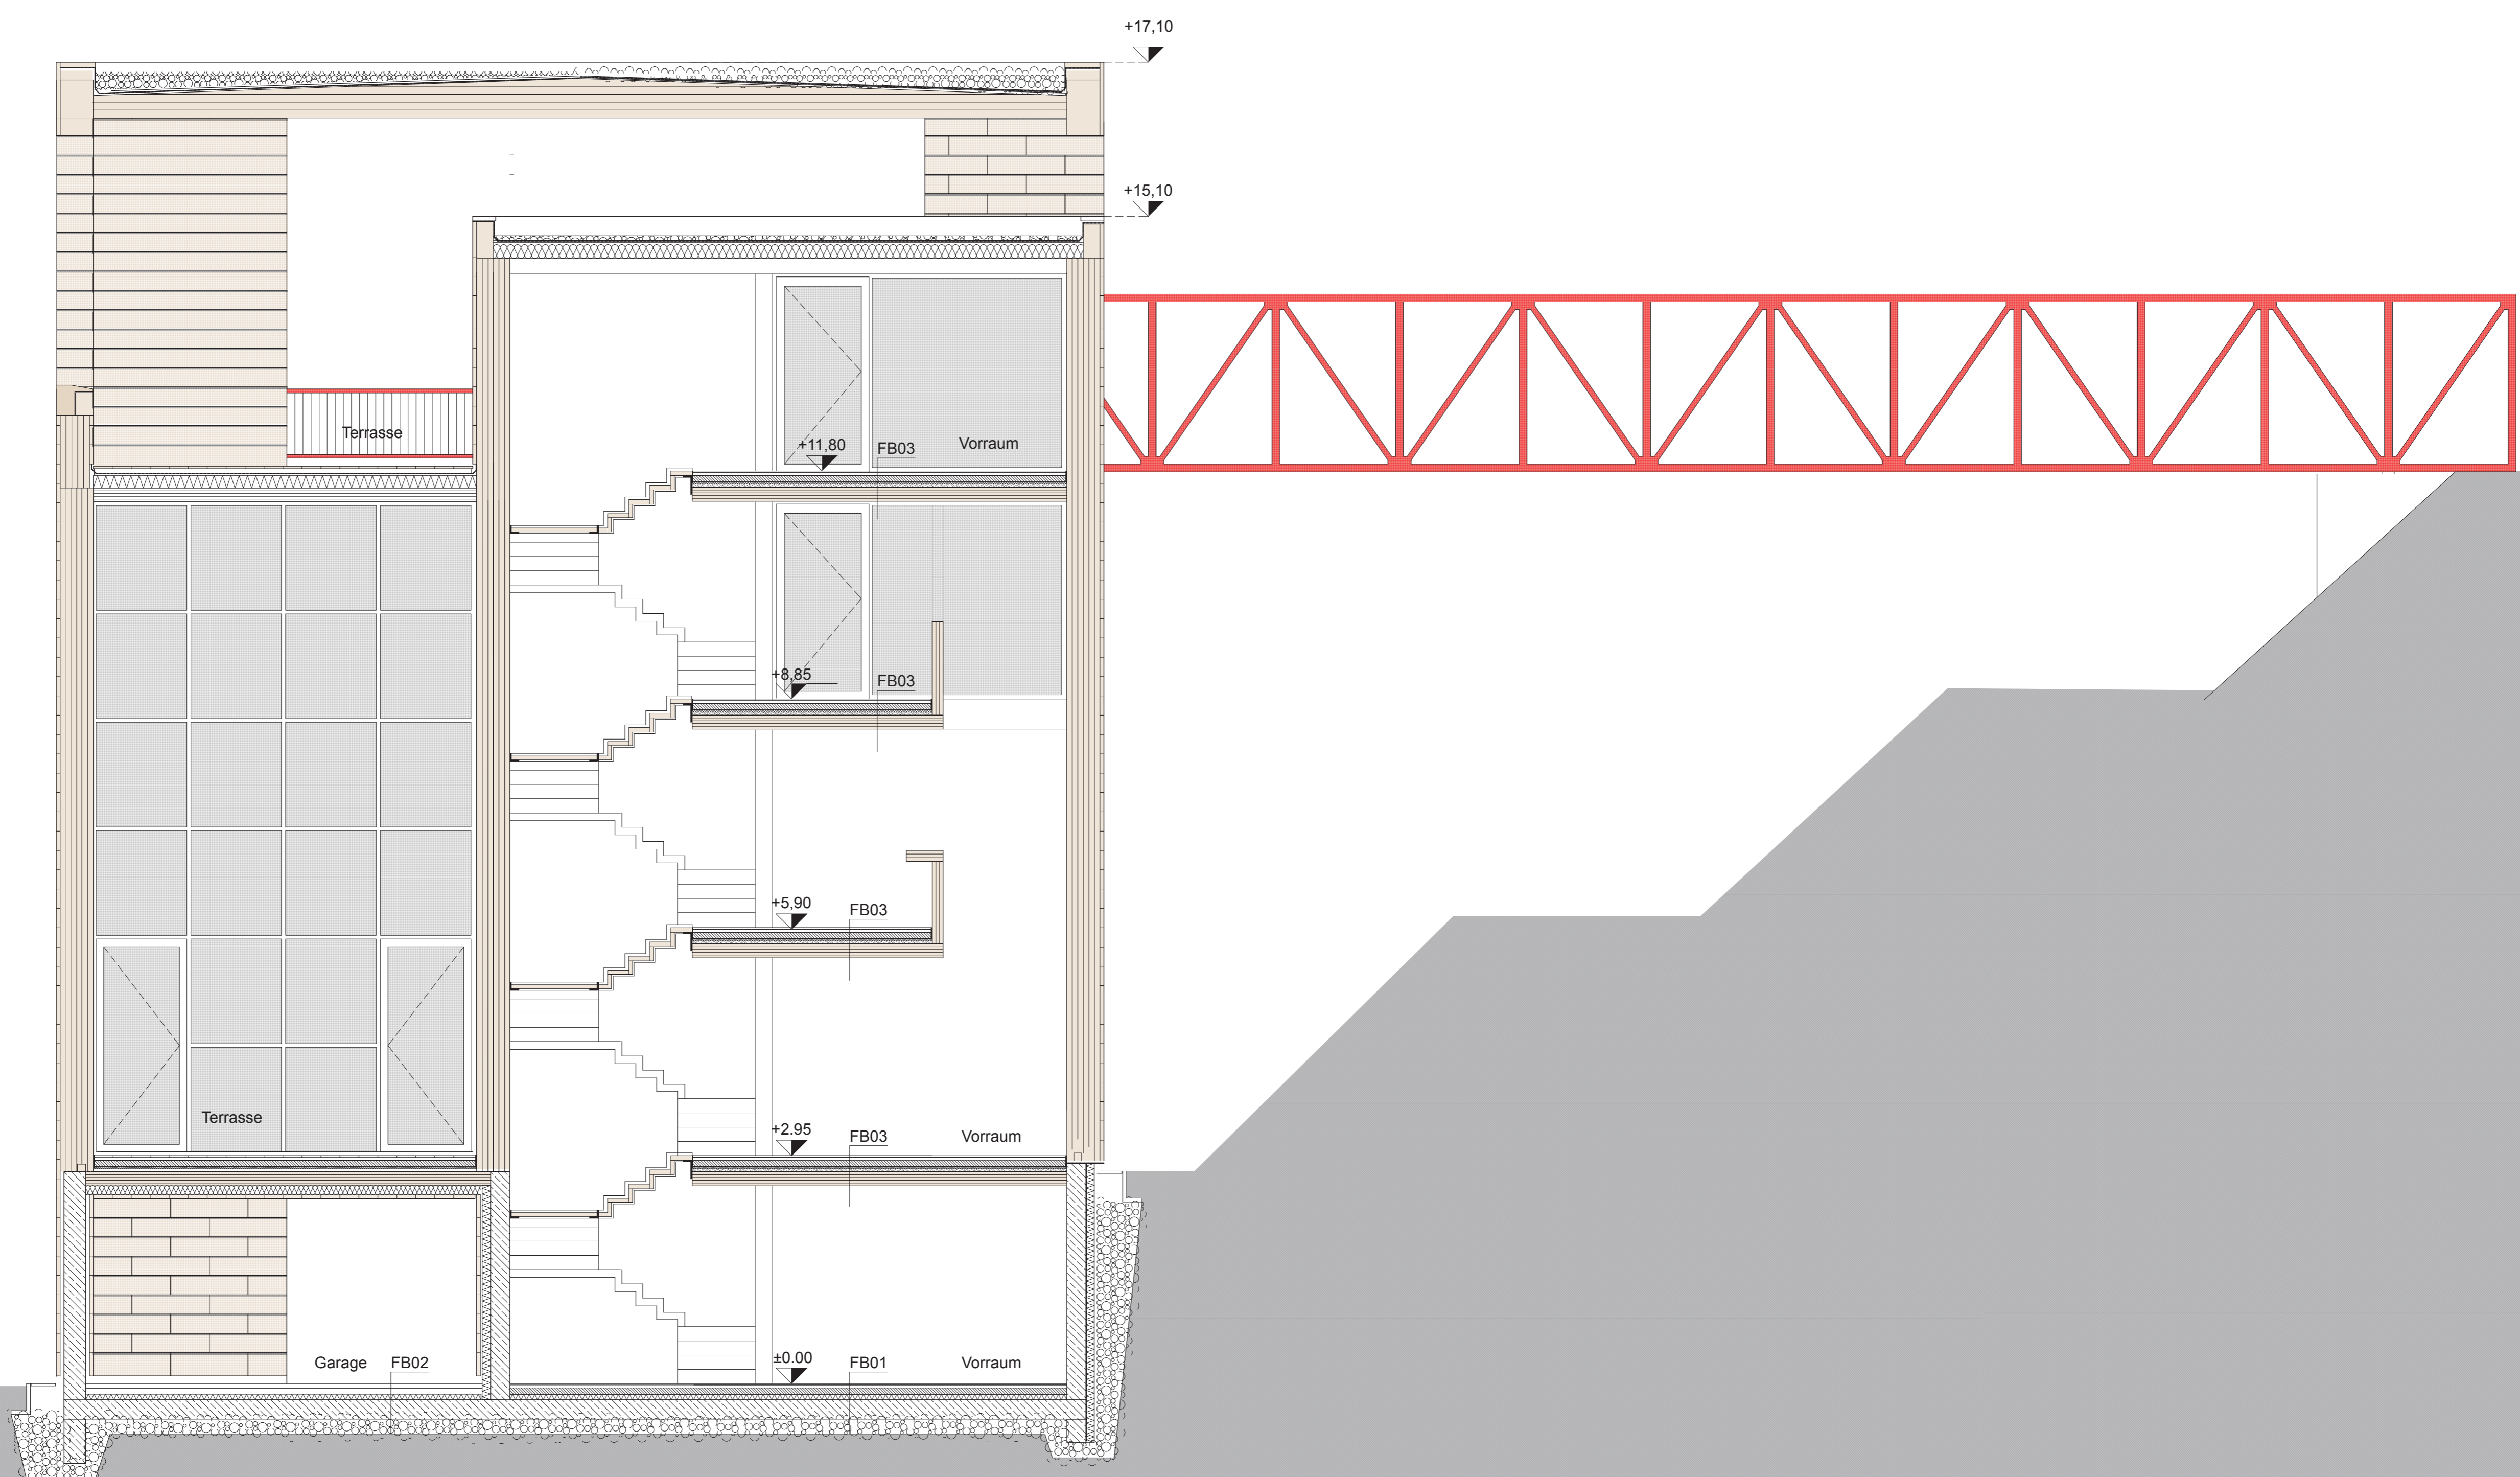 +17,10
+15,10
Terrasse
+11,80
FB03
Vorraum
+8,85
FB03
+5,90
FB03
Terrasse
+2.95
FB03
Vorraum
Garage
FB02
±0.00
FB01
Vorraum